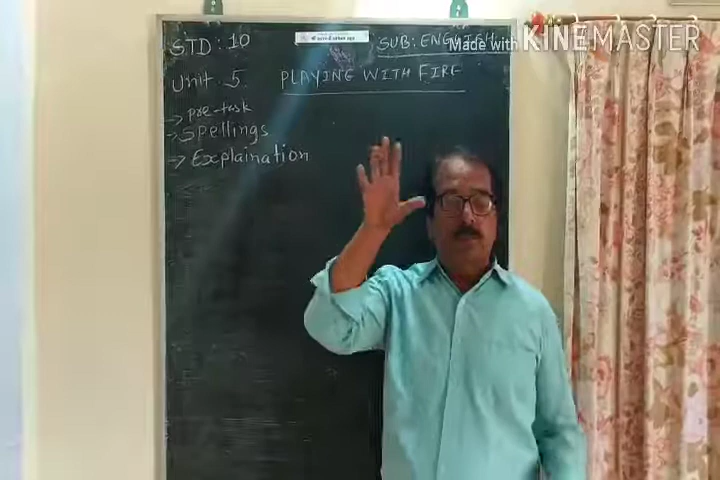 STD : 10
SUB: ENGLISH
Made with KINEMASTER
Unit 5 PLAYING WITH FIRE
→ pre-task
→ Spellings
→ Explaination